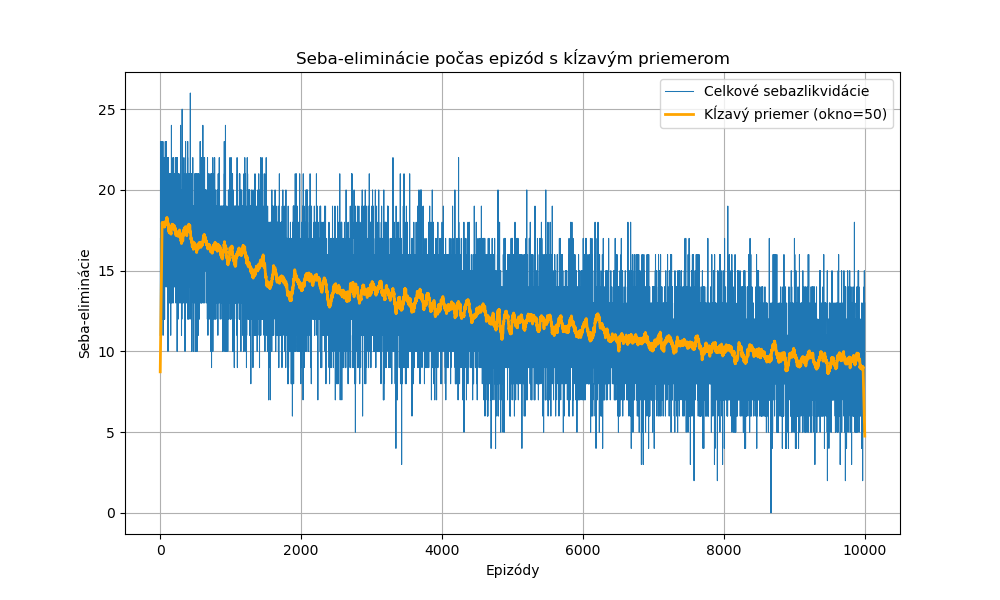 Seba-eliminácie počas epizód s kĺzavým priemerom
Celkové sebazlikvidácie
Kĺzavý priemer (okno=50)
Seba-eliminácie
25
20
15
10
5
0
0 2000 4000 6000 8000 10000
Epizódy